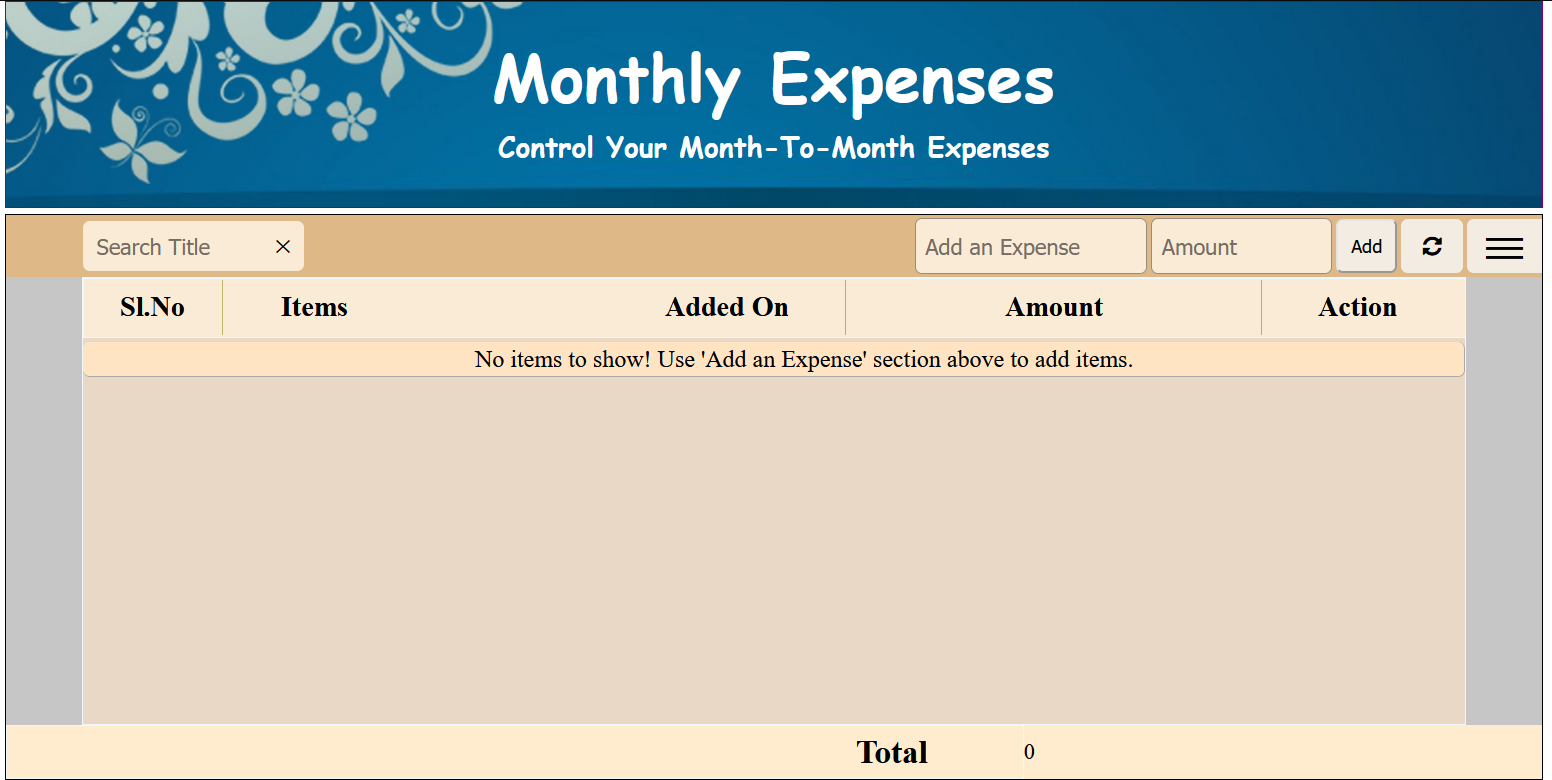 Monthly Expenses
Control Your Month-To-Month Expenses
Search Title × Add an Expense Amount Add
Sl.No Items Added On Amount Action
No items to show! Use 'Add an Expense' section above to add items.
Total 0